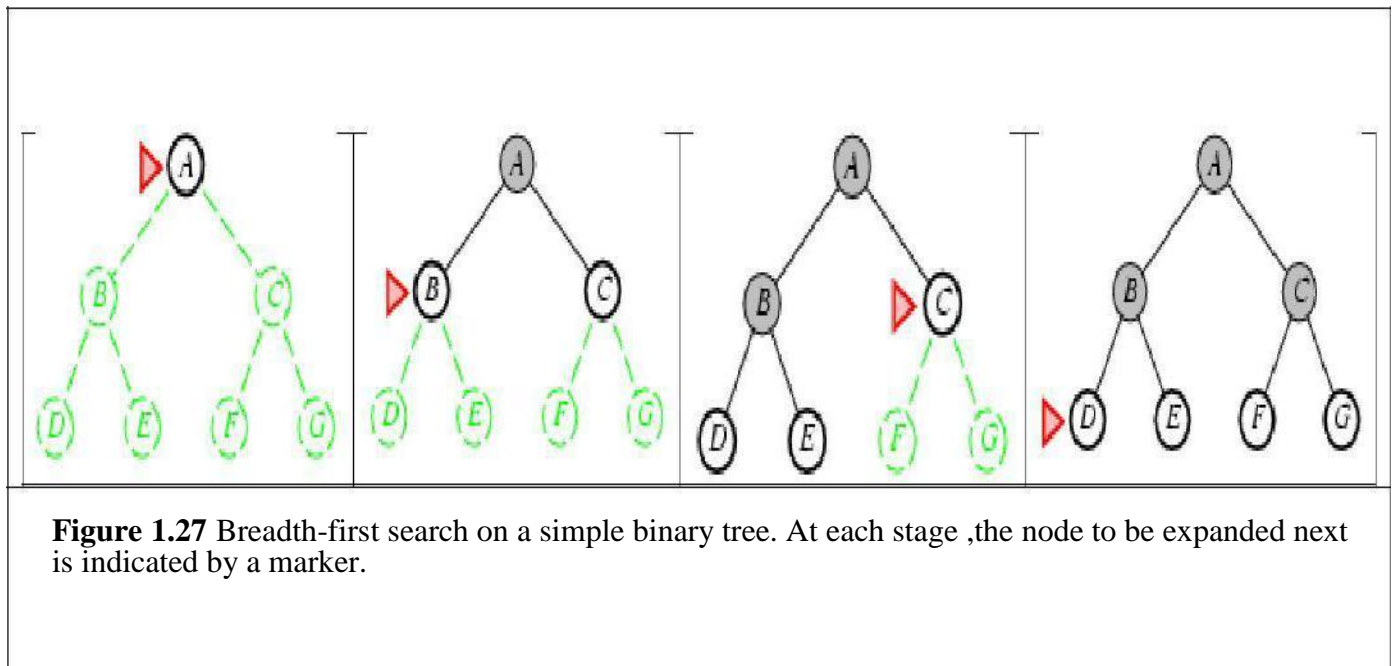 A
B C
D E F G
A
B C
D E F G
A
B C
D E F G
A
B C
D E F G
Figure 1.27 Breadth-first search on a simple binary tree. At each stage ,the node to be expanded next
is indicated by a marker.